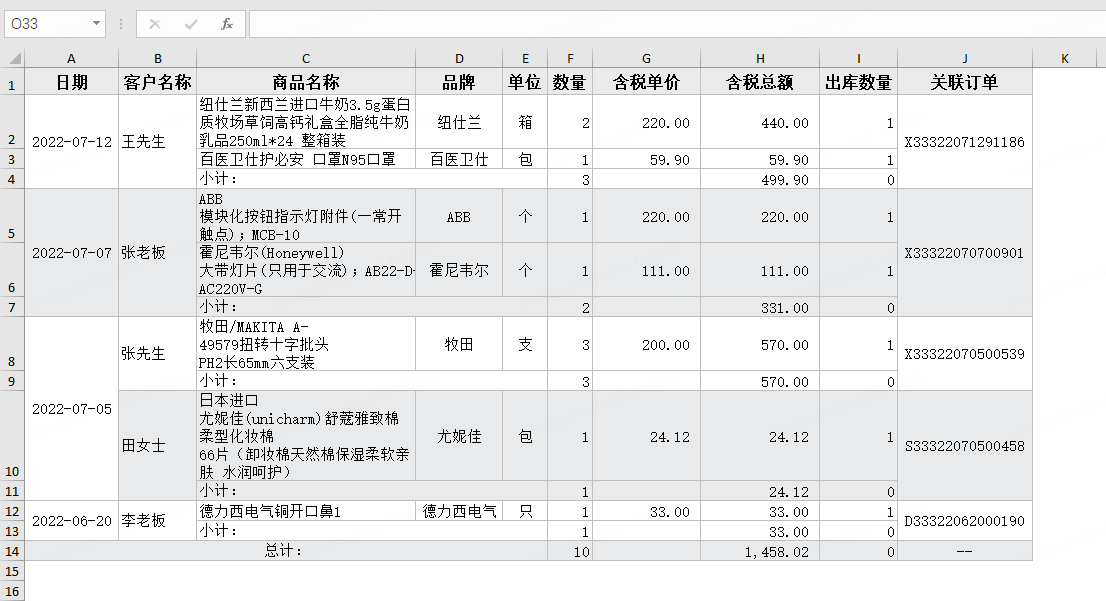 O33
fx
A B C D E F G H I J K
1 日期 客户名称 商品名称 品牌 单位 数量 含税单价 含税总额 出库数量 关联订单
纽仕兰新西兰进口牛奶3.5g蛋白
质牧场草饲高钙礼盒全脂纯牛奶 纽仕兰 箱 2 220.00 440.00 1
2 2022-07-12 王先生 乳品250ml*24 整箱装 X33322071291186
3 百医卫仕护必安 口罩N95口罩 百医卫仕 包 1 59.90 59.90 1
4 小计: 3 499.90 0
ABB
模块化按钮指示灯附件(一常开 ABB 个 1 220.00 220.00 1
5 触点);MCB-10
2022-07-07 张老板 霍尼韦尔(Honeywell) X33322070700901
大带灯片(只用于交流);AB22-D- 霍尼韦尔 个 1 111.00 111.00 1
6 AC220V-G
7 小计: 2 331.00 0
牧田/MAKITA A-
49579扭转十字批头 牧田 支 3 200.00 570.00 1
8 张先生 PH2长65mm六支装 X33322070500539
9 小计: 3 570.00 0
2022-07-05 日本进口
尤妮佳(unicharm)舒蔻雅致棉
柔型化妆棉 尤妮佳 包 1 24.12 24.12 1
田女士 66片（卸妆棉天然棉保湿柔软亲 S33322070500458
10 肤 水润呵护）
11 小计: 1 24.12 0
12 德力西电气铜开口鼻1 德力西电气 只 1 33.00 33.00 1
2022-06-20 李老板 D33322062000190
13 小计: 1 33.00 0
14 总计: 10 1,458.02 0 --
15
16